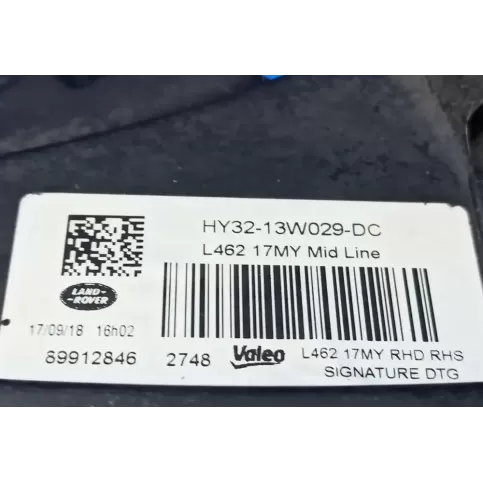 HY32-13W029-DC
L462 17MY Mid Line
LAND-
-ROVER
17/09/18 16h02
89912846 2748 Valeo L462 17MY RHD RHS
SIGNATURE DTG